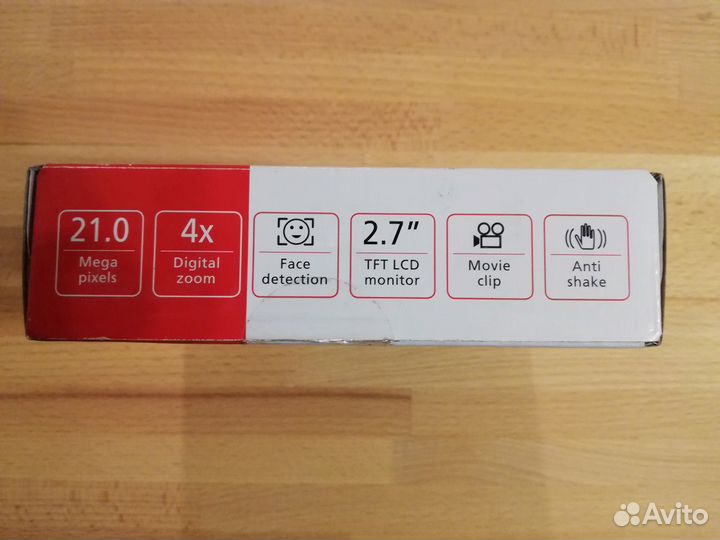 21.0
Mega
pixels
4x
Digital
zoom
Face
detection
2.7"
TFT LCD
monitor
Movie
clip
Anti
shake
Avito